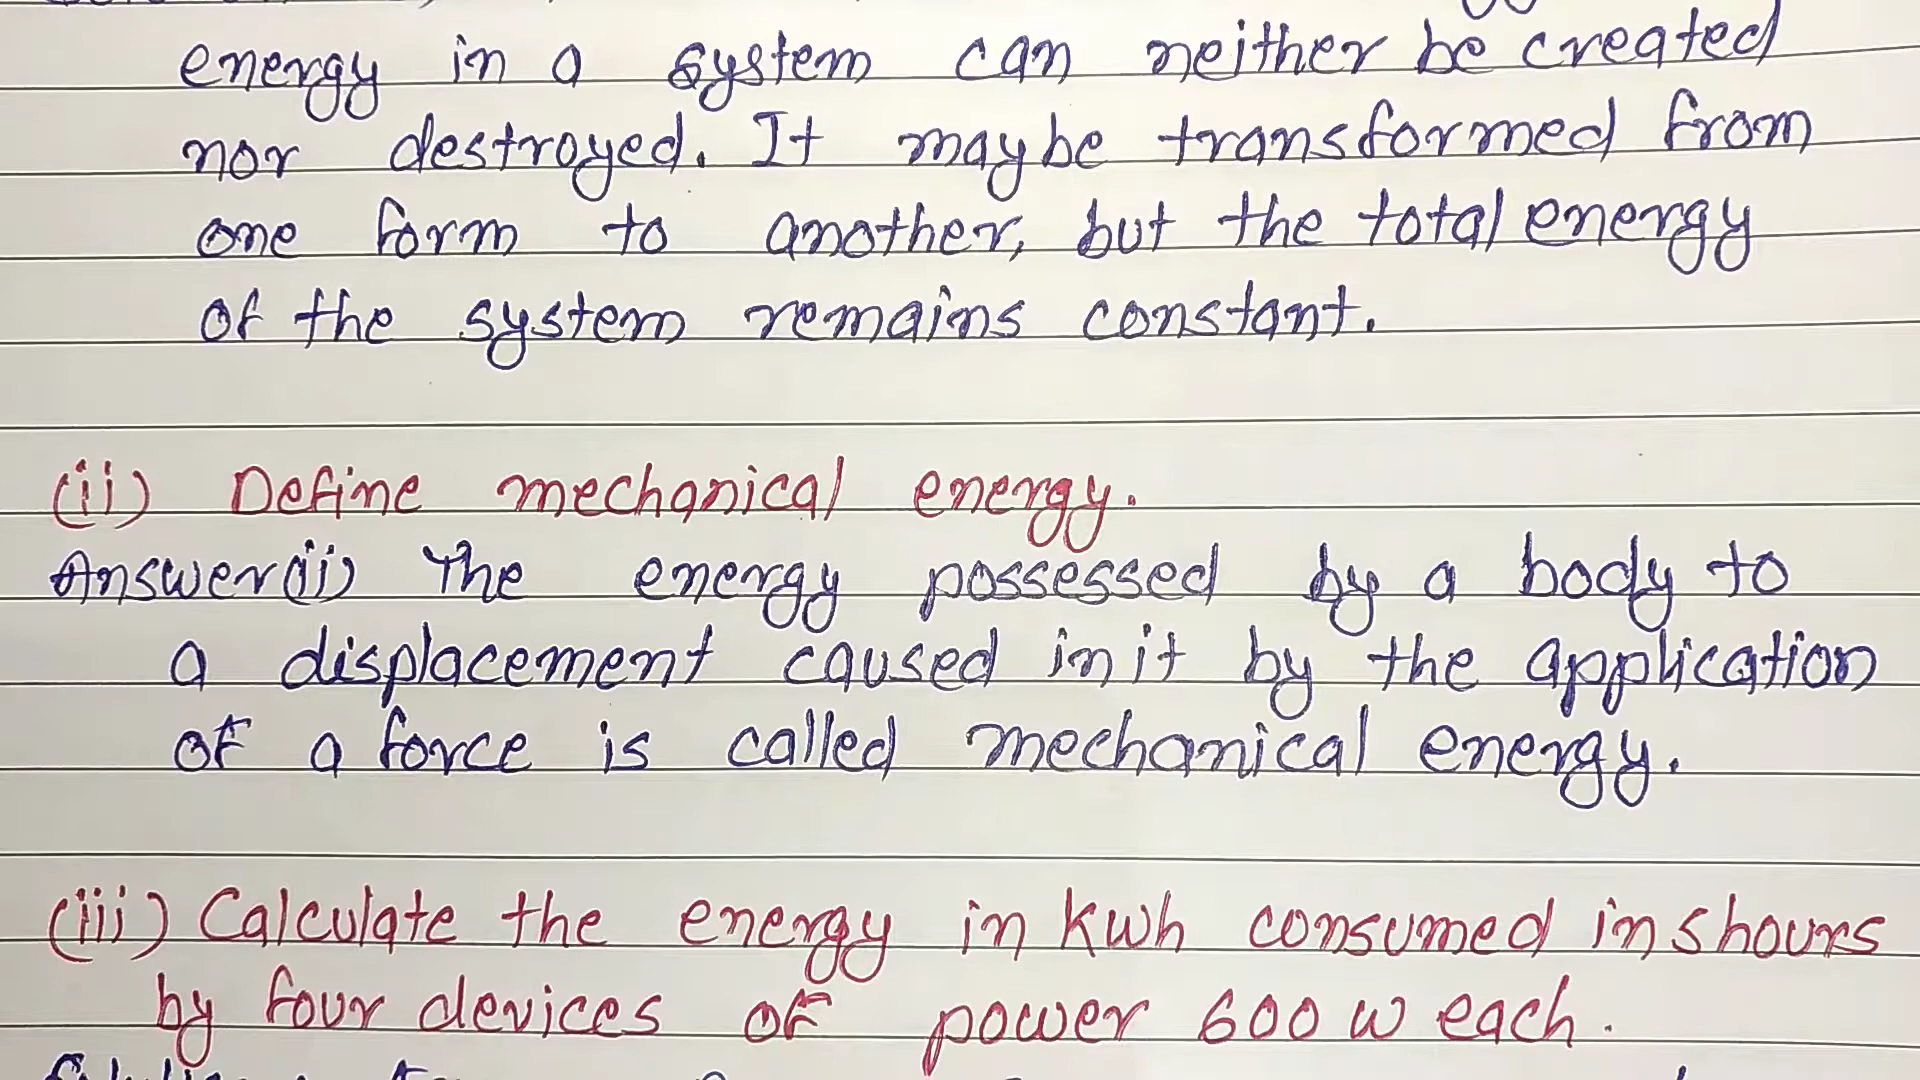 energy in a system can neither be created
nor destroyed. It maybe transformed from
one form to another, but the total energy
of the system remains constant.
(ii) Define mechanical energy.
Answer(ii) The energy possessed by a body to
a displacement caused in it by the application
of a force is called mechanical energy.
(iii) Calculate the energy in kwh consumed in 5 hours
by four devices of power 600 w each.